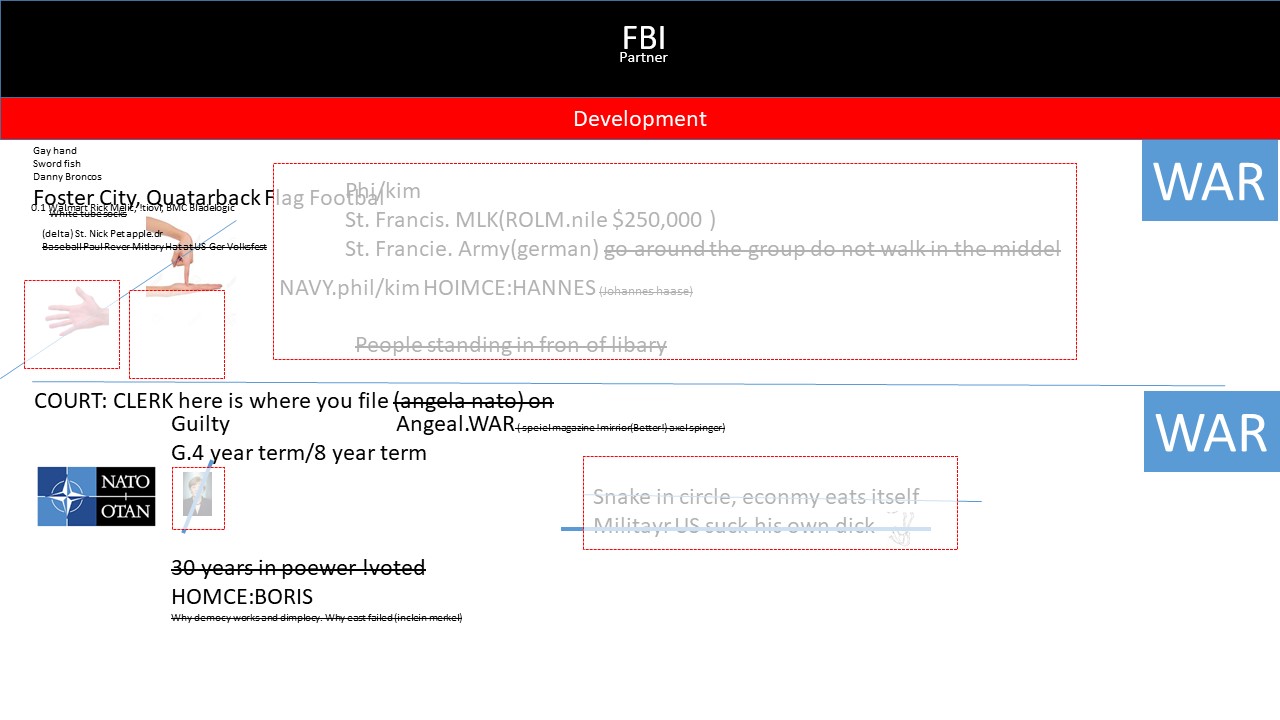 FBI
Partner
Development
Gay hand
Sword fish
Danny Broncos
WAR
Foster City, Quatarback Flag Footbal
0.1 Walmart Rick Melic, !tiovr, BMC Bladelogic
White tube socks
(delta) St. Nick Pet apple.dr
Baseball Paul Rever Mitlary Hat at US-Ger Volksfest
Phi/kim
St. Francis. MLK(ROLM.nile $250,000 )
St. Francie. Army(german) go around the group do not walk in the middel
NAVY.phil/kim HOIMCE:HANNES (Johannes haase)
People standing in fron of libary
COURT: CLERK here is where you file (angela nato) on
Guilty
Angeal.WAR ( speiel magazine !mirrior(Better!) axel spinger)
WAR
G.4 year term/8 year term
NATO
OTAN
Snake in circle, econmy eats itself
Militayr US suck his own dick
30 years in poewer !voted
HOMCE:BORIS
Why democy works and dimplocy. Why east failed (inclein merkel)